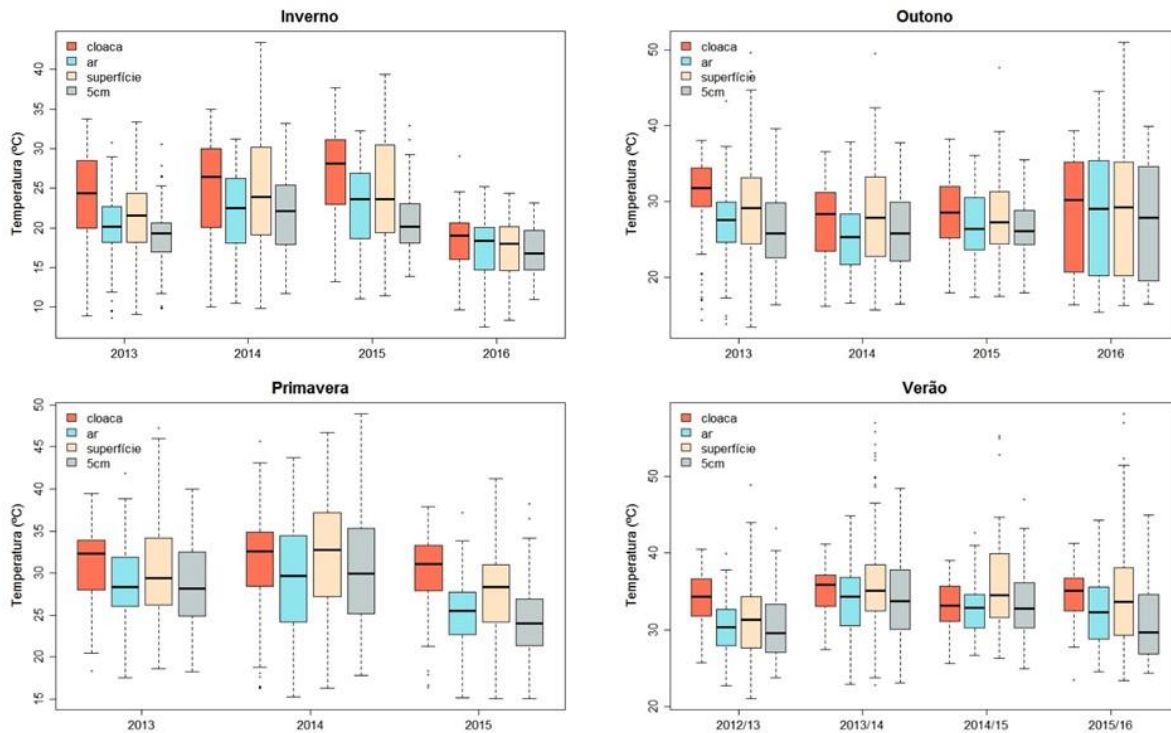 Inverno
Temperatura (ºC)
40
35
30
25
20
15
10
cloaca
ar
superfície
5cm
2013 2014 2015 2016
Outono
Temperatura (ºC)
50
40
30
20
cloaca
ar
superfície
5cm
2013 2014 2015 2016
Primavera
Temperatura (ºC)
50
45
40
35
30
25
20
15
cloaca
ar
superfície
5cm
2013 2014 2015
Verão
Temperatura (ºC)
50
40
30
20
cloaca
ar
superfície
5cm
2012/13 2013/14 2014/15 2015/16